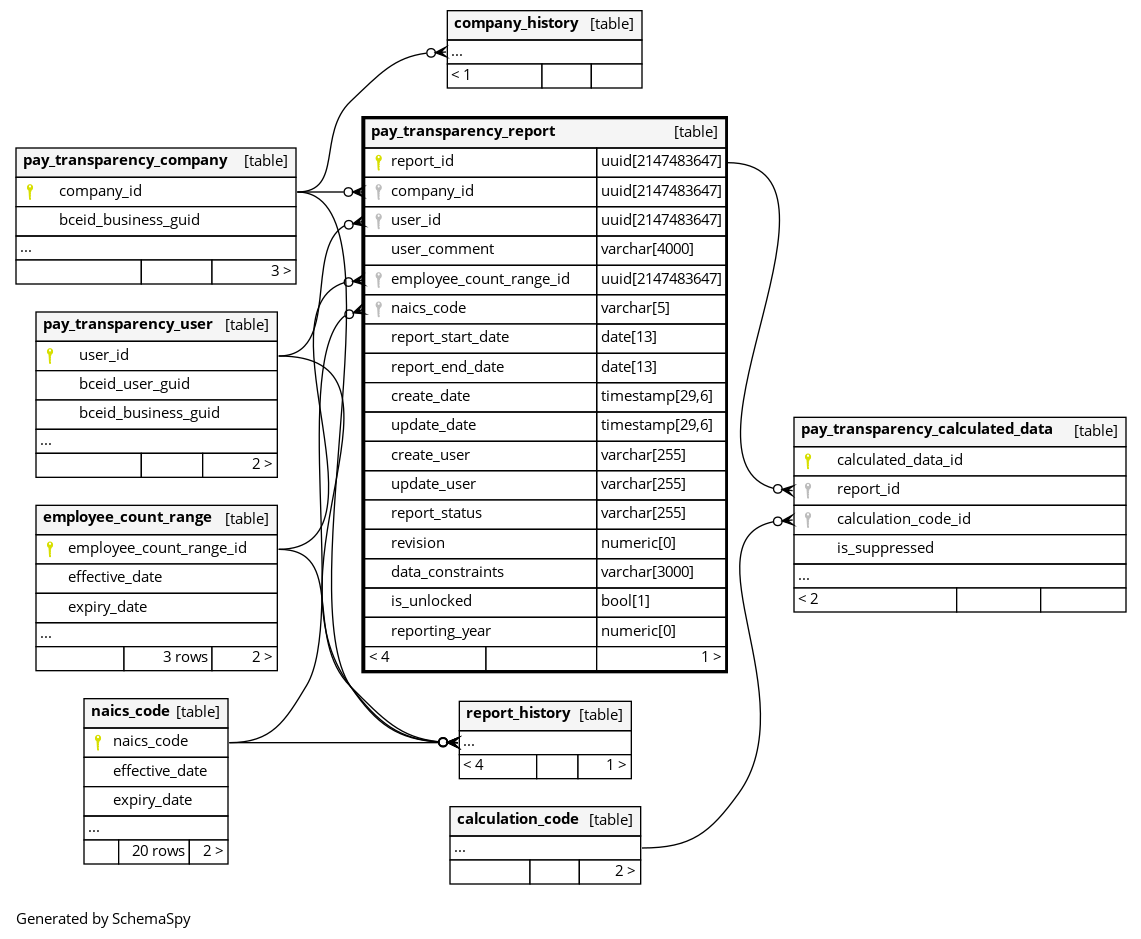 company_history [table]
...
< 1
pay_transparency_company [table]
company_id
bceid_business_guid
...
3 >
pay_transparency_user [table]
user_id
bceid_user_guid
bceid_business_guid
...
2 >
employee_count_range [table]
employee_count_range_id
effective_date
expiry_date
...
3 rows 2 >
naics_code [table]
naics_code
effective_date
expiry_date
...
20 rows 2 >
pay_transparency_report [table]
report_id uuid[2147483647]
company_id uuid[2147483647]
user_id uuid[2147483647]
user_comment varchar[4000]
employee_count_range_id uuid[2147483647]
naics_code varchar[5]
report_start_date date[13]
report_end_date date[13]
create_date timestamp[29,6]
update_date timestamp[29,6]
create_user varchar[255]
update_user varchar[255]
report_status varchar[255]
revision numeric[0]
data_constraints varchar[3000]
is_unlocked bool[1]
reporting_year numeric[0]
< 4 1 >
report_history [table]
...
< 4 1 >
calculation_code [table]
...
2 >
pay_transparency_calculated_data [table]
calculated_data_id
report_id
calculation_code_id
is_suppressed
...
< 2
Generated by SchemaSpy